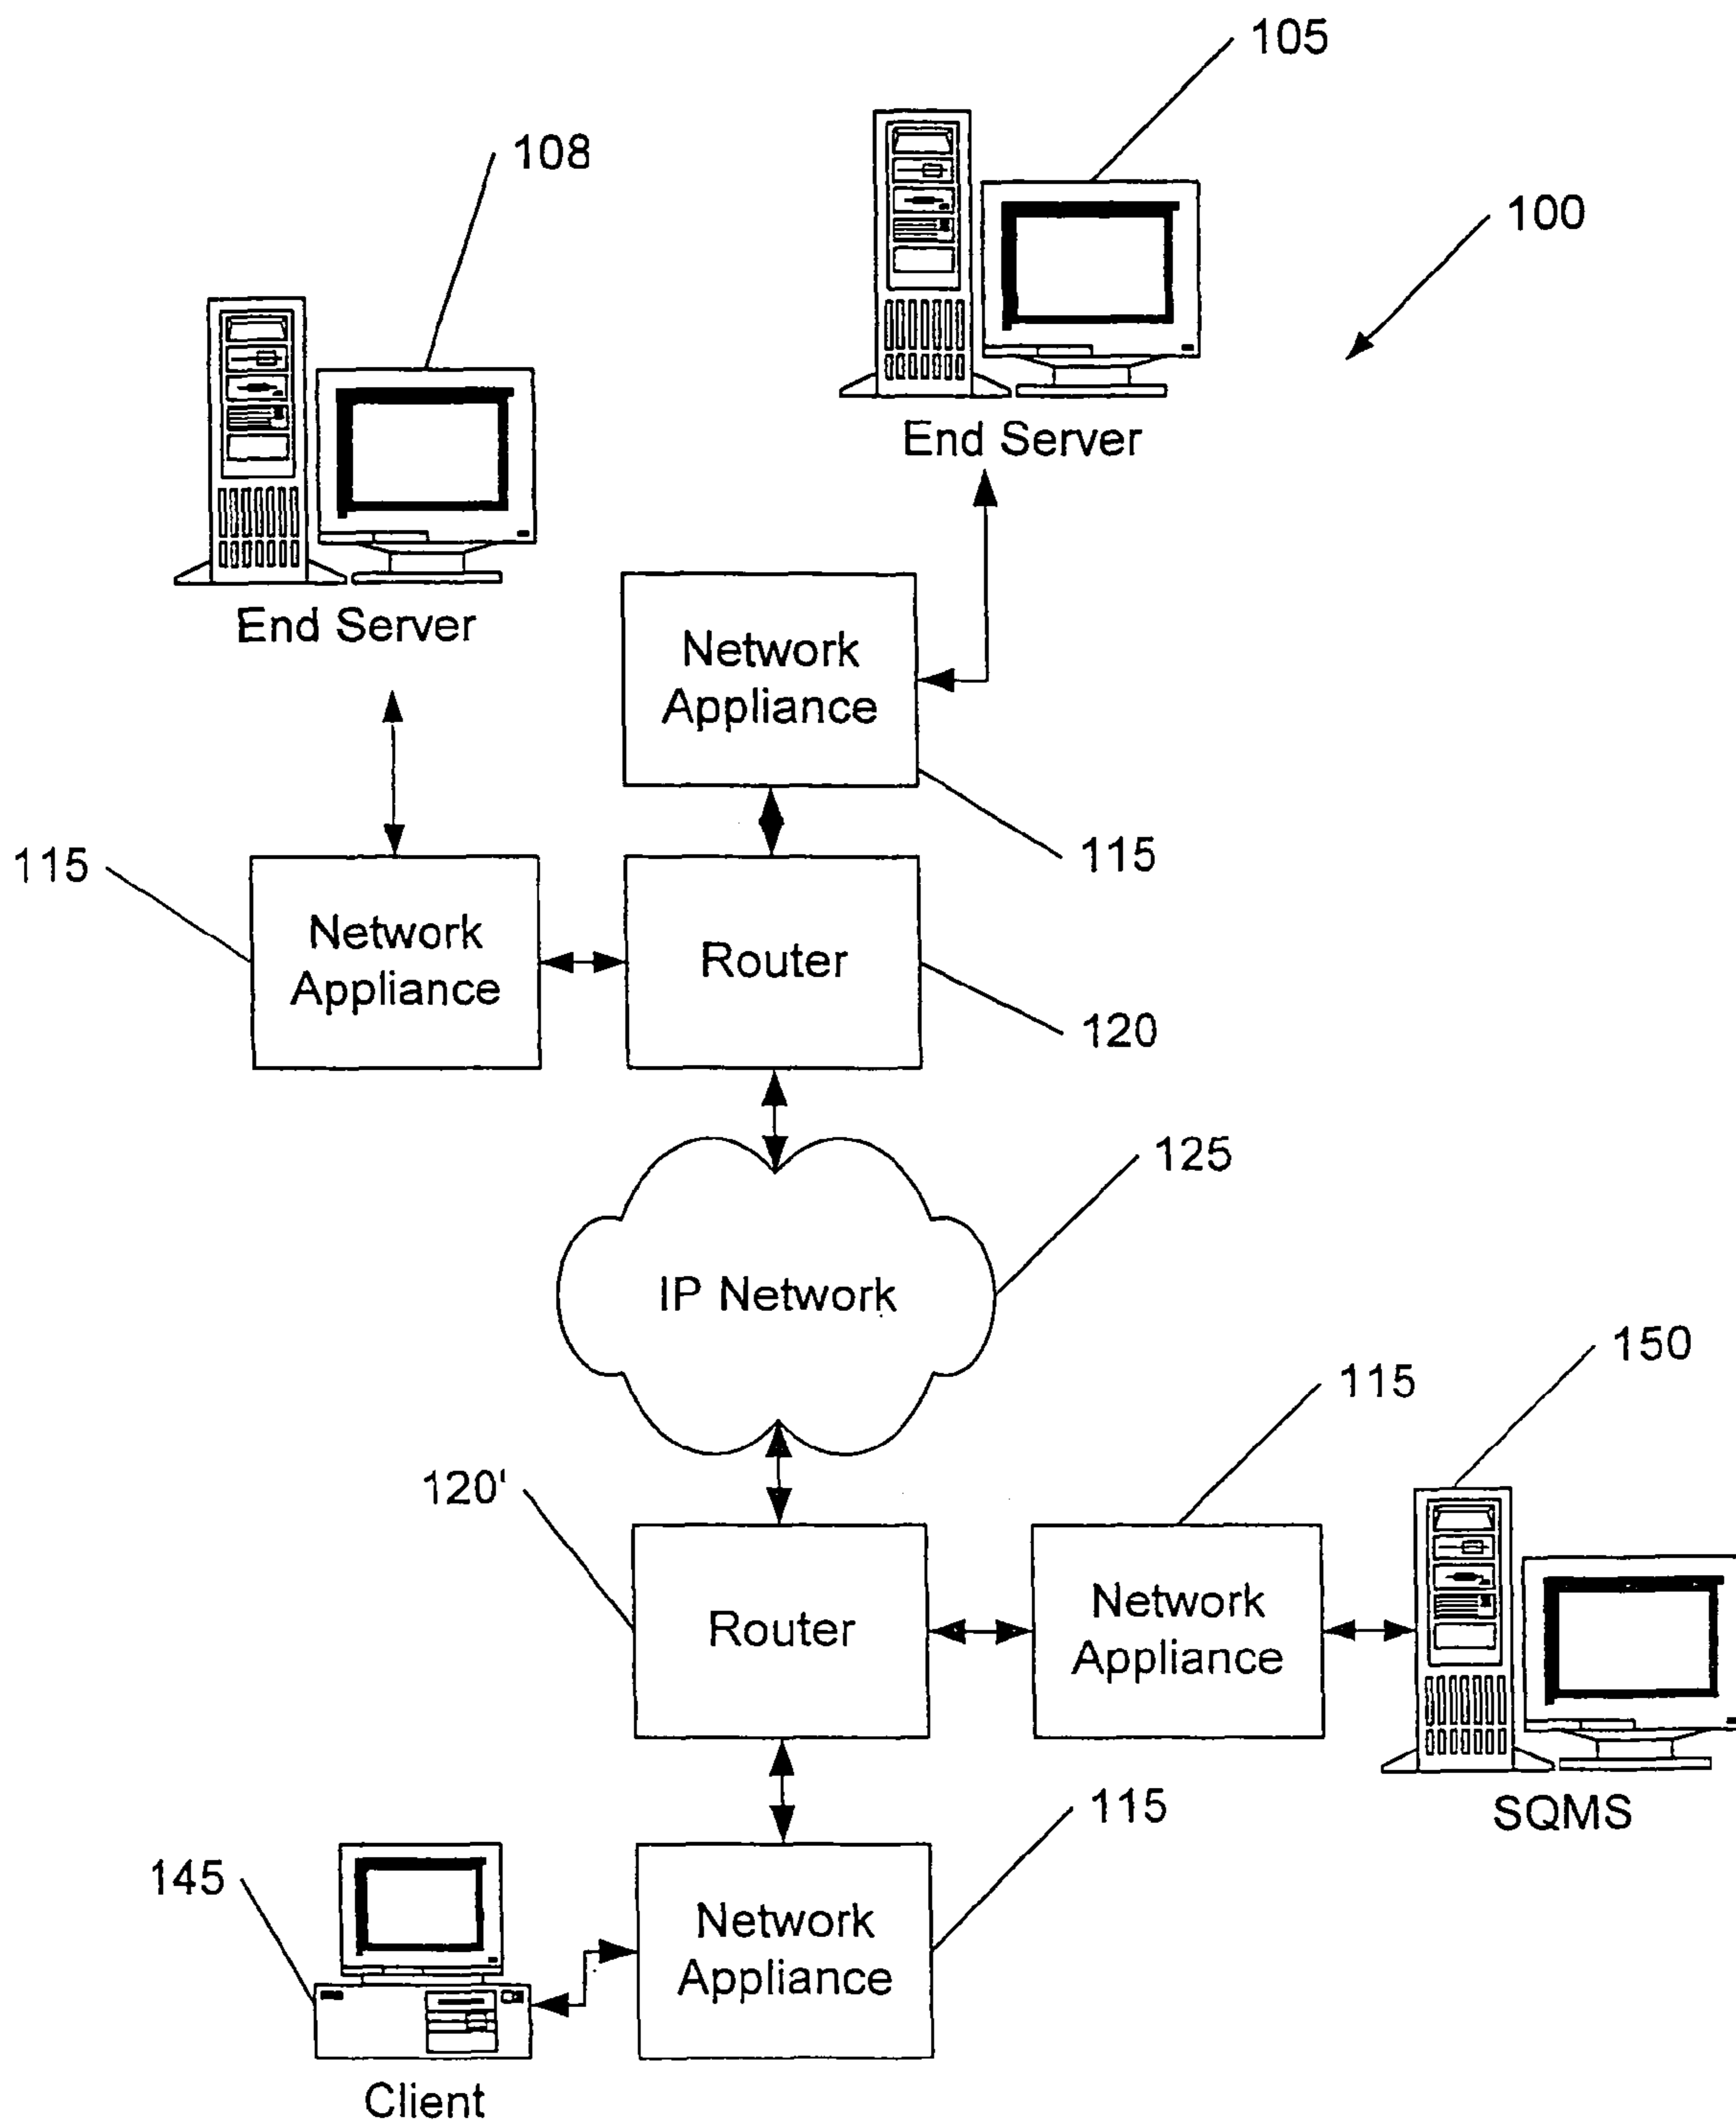 105
108
100
End Server
End Server
Network
Appliance
115
115
Network
Appliance
Router
120
125
IP Network
150
115
120'
Network
Appliance
Router
SQMS
115
145
Network
Appliance
Client